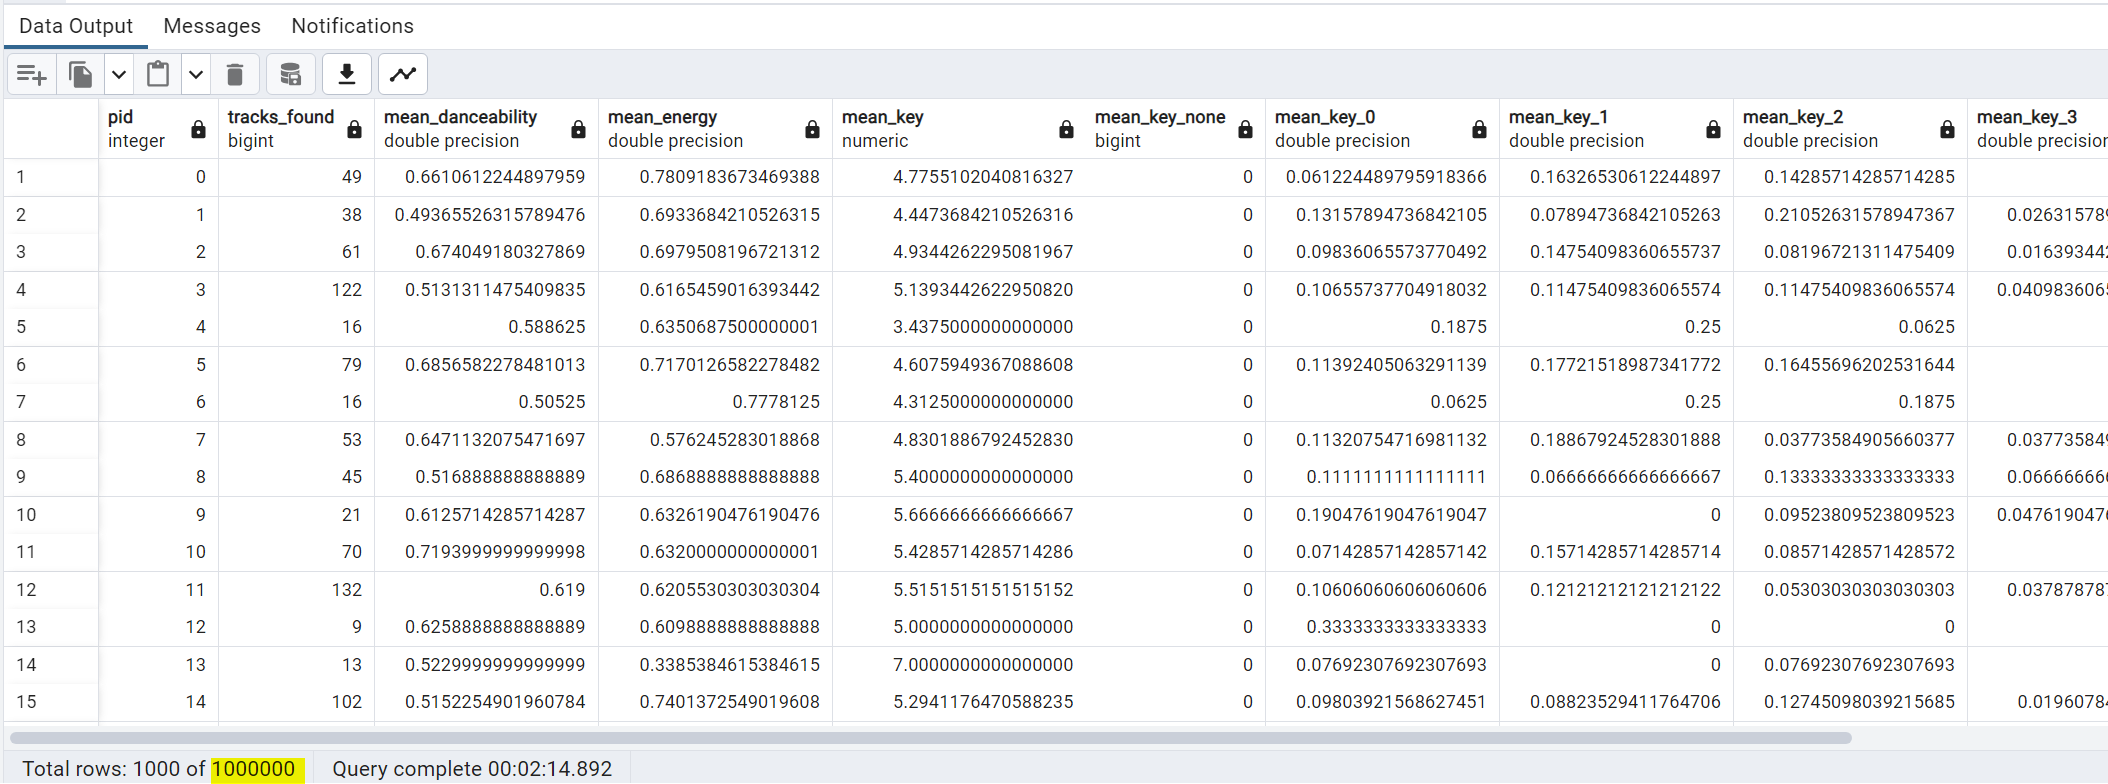 Data Output Messages Notifications
pid tracks_found mean_danceability mean_energy mean_key mean_key_none mean_key_0 mean_key_1 mean_key_2 mean_key_3
integer bigint double precision double precision numeric bigint double precision double precision double precision double precision
1 0 49 0.6610612244897959 0.7809183673469388 4.7755102040816327 0 0.061224489795918366 0.16326530612244897 0.14285714285714285
2 1 38 0.49365526315789476 0.6933684210526315 4.4473684210526316 0 0.13157894736842105 0.07894736842105263 0.21052631578947367 0.026315789
3 2 61 0.674049180327869 0.6979508196721312 4.9344262295081967 0 0.09836065573770492 0.14754098360655737 0.08196721311475409 0.016393442
4 3 122 0.5131311475409835 0.6165459016393442 5.1393442622950820 0 0.10655737704918032 0.11475409836065574 0.11475409836065574 0.0409836065
5 4 16 0.588625 0.6350687500000001 3.4375000000000000 0 0.1875 0.25 0.0625
6 5 79 0.6856582278481013 0.7170126582278482 4.6075949367088608 0 0.11392405063291139 0.17721518987341772 0.16455696202531644
7 6 16 0.50525 0.7778125 4.3125000000000000 0 0.0625 0.25 0.1875
8 7 53 0.6471132075471697 0.576245283018868 4.8301886792452830 0 0.11320754716981132 0.18867924528301888 0.03773584905660377 0.037735849
9 8 45 0.516888888888889 0.6868888888888888 5.4000000000000000 0 0.1111111111111111 0.06666666666666667 0.13333333333333333 0.066666666
10 9 21 0.6125714285714287 0.6326190476190476 5.6666666666666667 0 0.19047619047619047 0 0.09523809523809523 0.0476190476
11 10 70 0.7193999999999998 0.6320000000000001 5.4285714285714286 0 0.07142857142857142 0.15714285714285714 0.08571428571428572
12 11 132 0.619 0.6205530303030304 5.5151515151515152 0 0.10606060606060606 0.12121212121212122 0.05303030303030303 0.037878787
13 12 9 0.6258888888888889 0.6098888888888888 5.0000000000000000 0 0.3333333333333333 0 0
14 13 13 0.5229999999999999 0.3385384615384615 7.0000000000000000 0 0.07692307692307693 0 0.07692307692307693
15 14 102 0.5152254901960784 0.7401372549019608 5.2941176470588235 0 0.09803921568627451 0.08823529411764706 0.12745098039215685 0.01960784
Total rows: 1000 of 1000000 Query complete 00:02:14.892